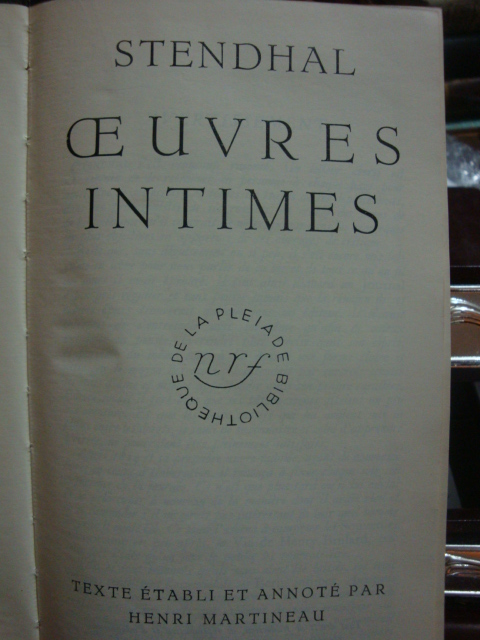 STENDHAL
ŒUVRES
INTIMES
BIBLIOTHEQUE DE LA PLEIADE
nrf
TEXTE ÉTABLI ET ANNOTÉ PAR
HENRI MARTINEAU